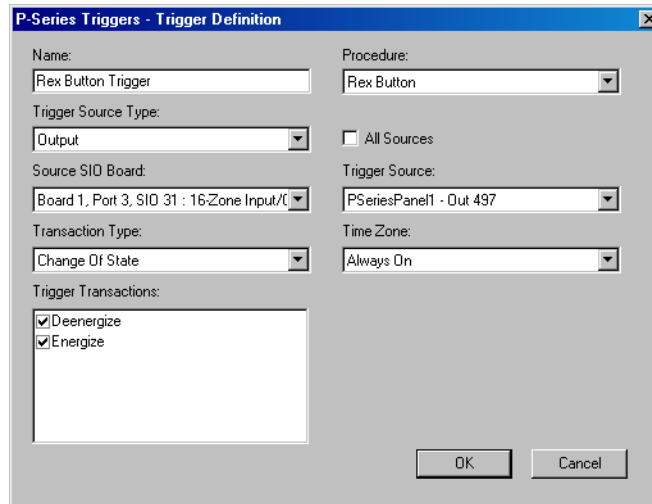 P-Series Triggers - Trigger Definition
Name:
Rex Button Trigger
Procedure:
Rex Button
Trigger Source Type:
Output
All Sources
Source SIO Board:
Board 1, Port 3, SIO 31 : 16-Zone Input/
Trigger Source:
PSeriesPanel1 - Out 497
Transaction Type:
Change Of State
Time Zone:
Always On
Trigger Transactions:
Deenergize
Energize
OK
Cancel